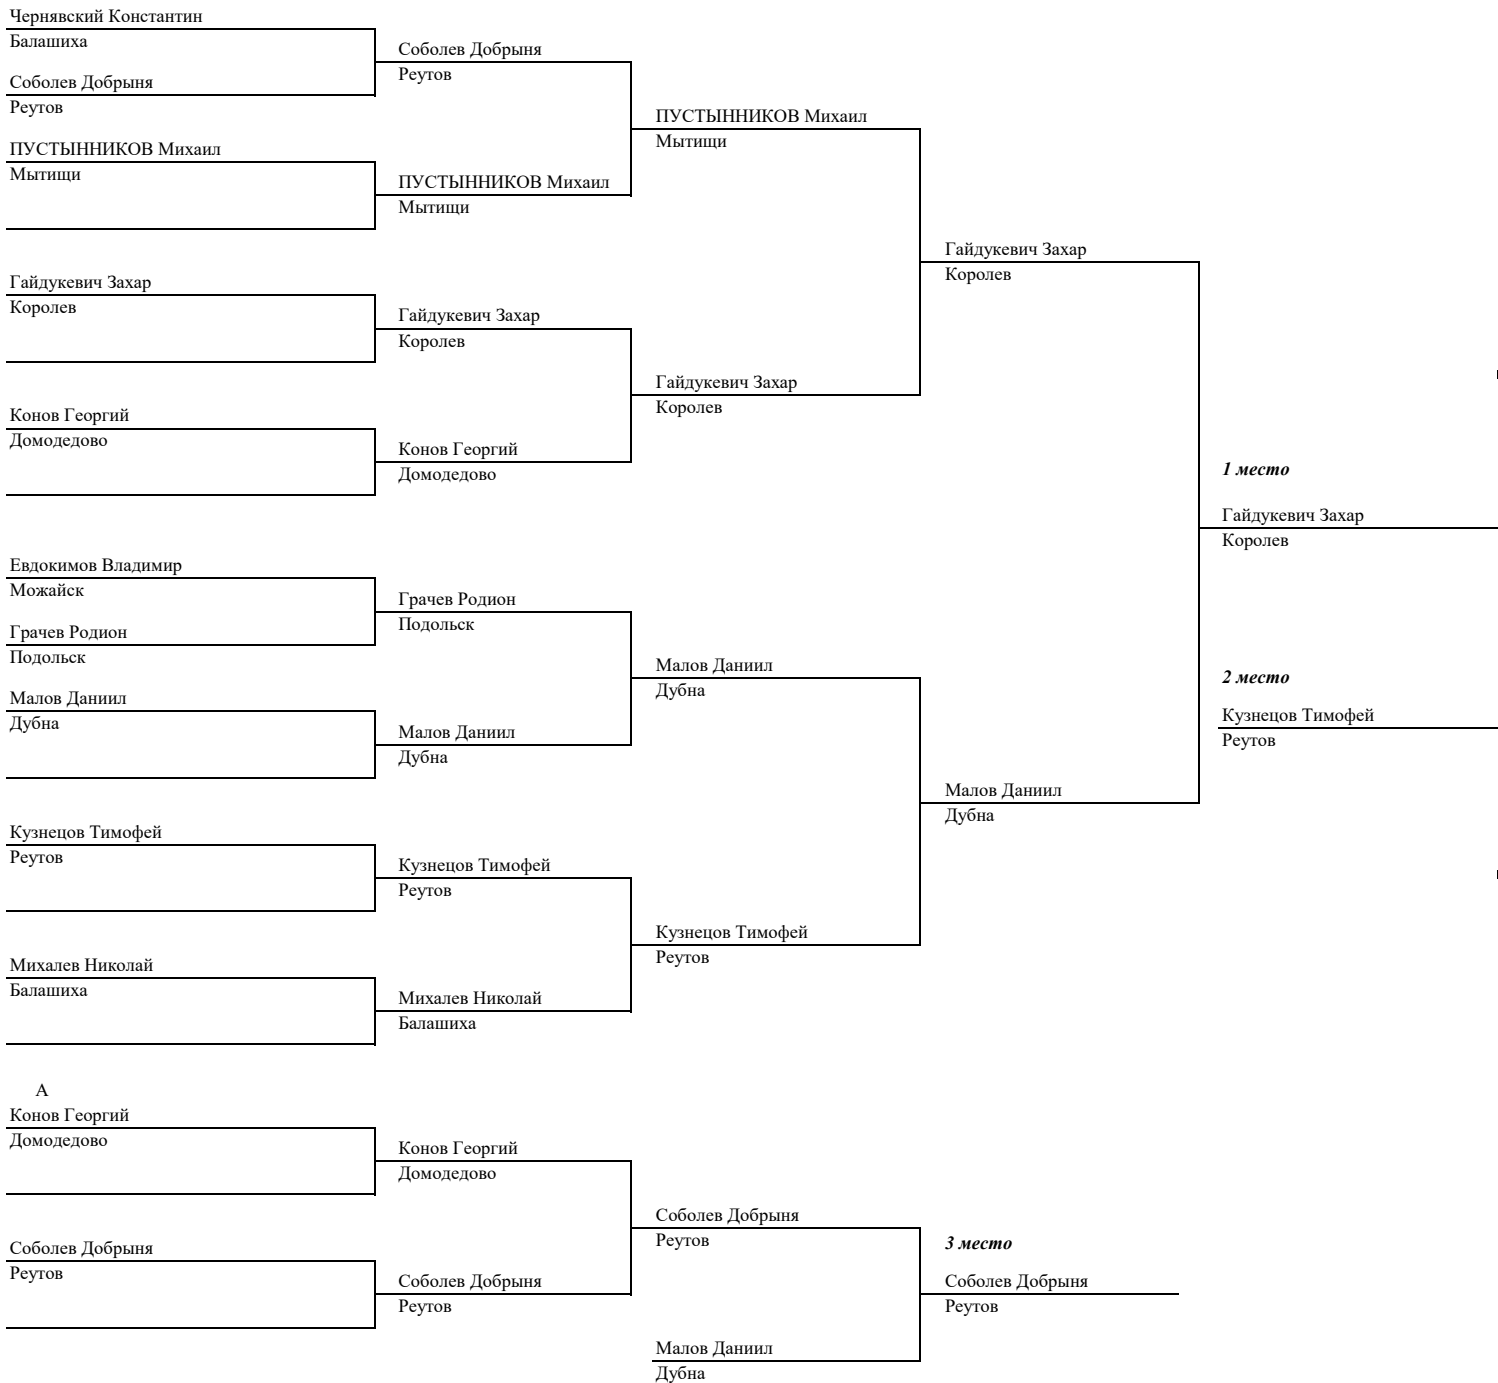 Чернявский Константин
Балашиха
Соболев Добрыня
Реутов
Соболев Добрыня
Реутов
ПУСТЫННИКОВ Михаил
Мытищи
ПУСТЫННИКОВ Михаил
Мытищи
ПУСТЫННИКОВ Михаил
Мытищи
Гайдукевич Захар
Королев
Гайдукевич Захар
Королев
Гайдукевич Захар
Королев
Гайдукевич Захар
Королев
Конов Георгий
Домодедово
Конов Георгий
Домодедово
1 место
Гайдукевич Захар
Королев
Евдокимов Владимир
Можайск
Грачев Родион
Подольск
Грачев Родион
Подольск
Малов Даниил
Дубна
2 место
Малов Даниил
Дубна
Кузнецов Тимофей
Реутов
Малов Даниил
Дубна
Малов Даниил
Дубна
Кузнецов Тимофей
Реутов
Кузнецов Тимофей
Реутов
Кузнецов Тимофей
Реутов
Михалев Николай
Балашиха
Михалев Николай
Балашиха
А
Конов Георгий
Домодедово
Конов Георгий
Домодедово
Соболев Добрыня
Реутов
3 место
Соболев Добрыня
Реутов
Соболев Добрыня
Реутов
Соболев Добрыня
Реутов
Малов Даниил
Дубна